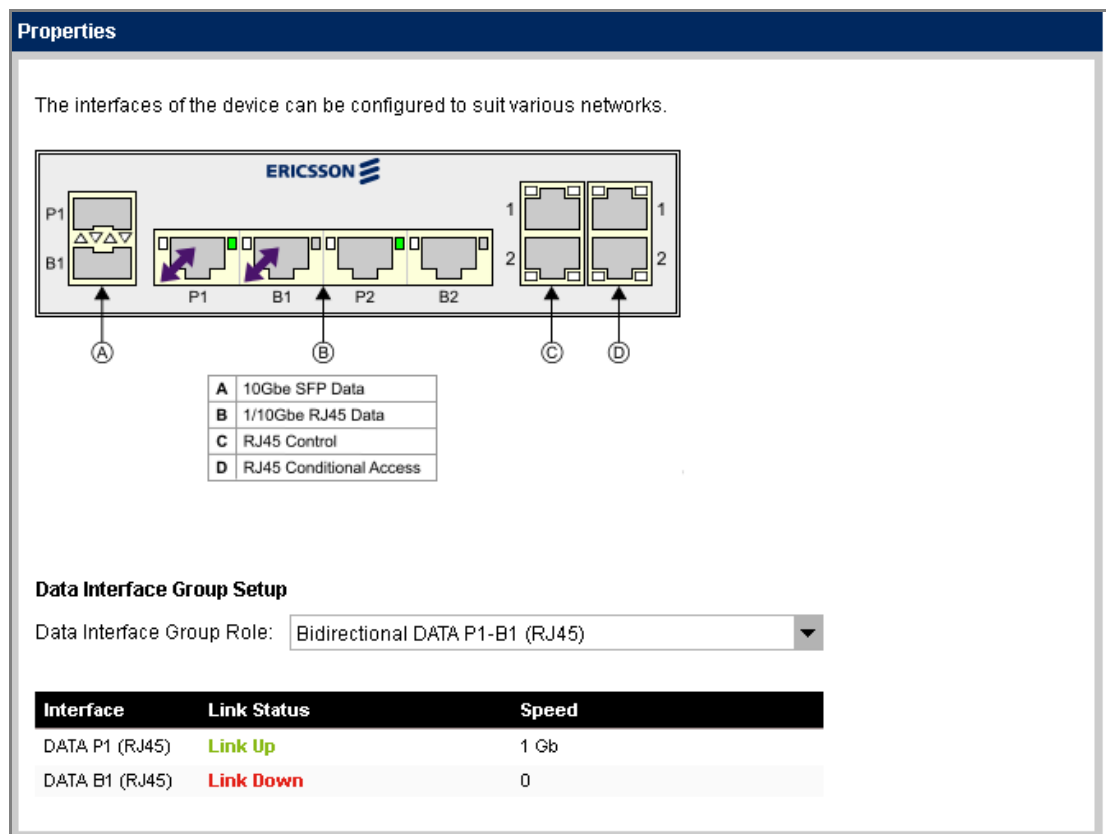 Properties
The interfaces of the device can be configured to suit various networks.
ERICSSON
P1
B1
P1 B1 P2 B2
1
2
1
2
A B C D
A 10Gbe SFP Data
B 1/10Gbe RJ45 Data
C RJ45 Control
D RJ45 Conditional Access
Data Interface Group Setup
Data Interface Group Role: Bidirectional DATA P1-B1 (RJ45)
Interface Link Status Speed
DATA P1 (RJ45) Link Up 1 Gb
DATA B1 (RJ45) Link Down 0